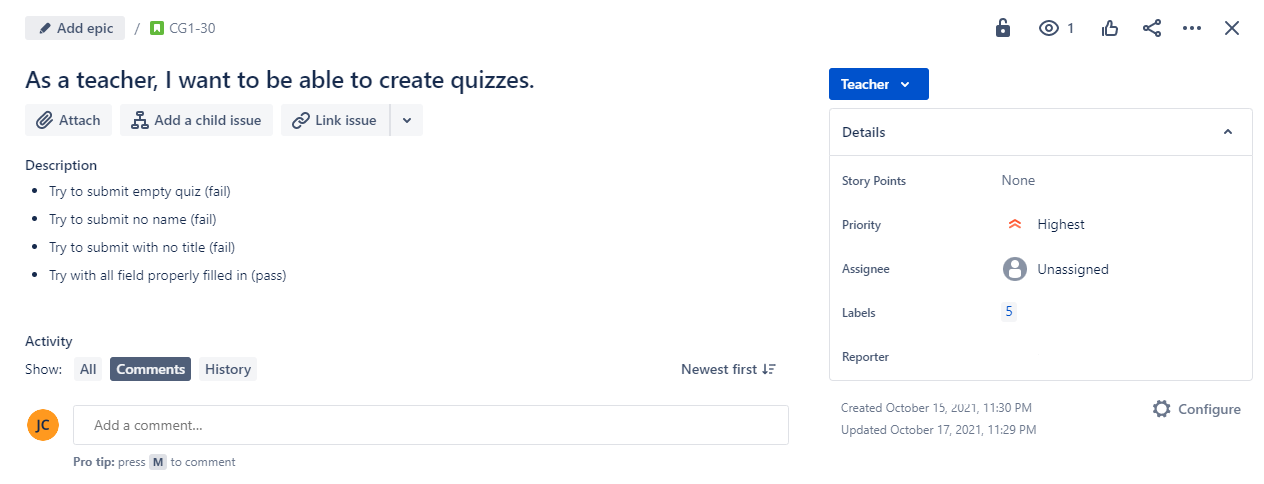 Add epic / CG1-30
1
As a teacher, I want to be able to create quizzes.
Attach Add a child issue Link issue
Description
• Try to submit empty quiz (fail)
• Try to submit no name (fail)
• Try to submit with no title (fail)
• Try with all field properly filled in (pass)
Activity
Show: All Comments History Newest first
JC Add a comment...
Pro tip: press M to comment
Teacher
Details
Story Points None
Priority Highest
Assignee Unassigned
Labels 5
Reporter
Created October 15, 2021, 11:30 PM
Configure
Updated October 17, 2021, 11:29 PM